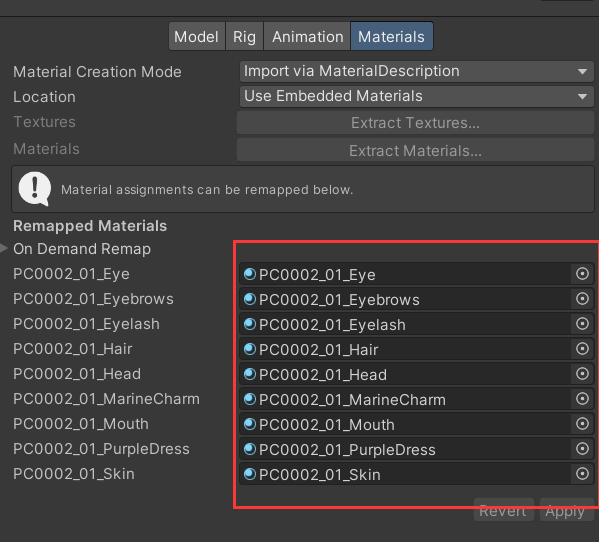 Model Rig Animation Materials
Material Creation Mode Import via MaterialDescription
Location Use Embedded Materials
Textures Extract Textures...
Materials Extract Materials...
Material assignments can be remapped below.
Remapped Materials
On Demand Remap
PC0002_01_Eye PC0002_01_Eye
PC0002_01_Eyebrows PC0002_01_Eyebrows
PC0002_01_Eyelash PC0002_01_Eyelash
PC0002_01_Hair PC0002_01_Hair
PC0002_01_Head PC0002_01_Head
PC0002_01_MarineCharm PC0002_01_MarineCharm
PC0002_01_Mouth PC0002_01_Mouth
PC0002_01_PurpleDress PC0002_01_PurpleDress
PC0002_01_Skin PC0002_01_Skin
Revert Apply